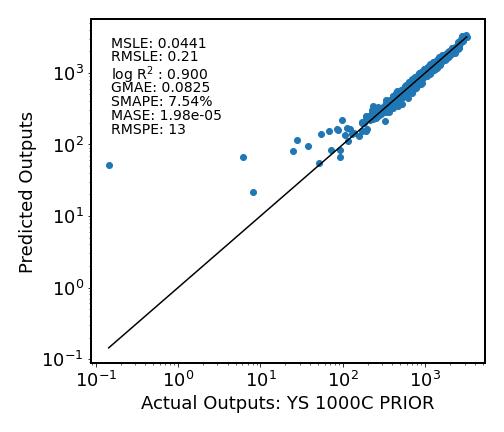 MSLE: 0.0441
RMSLE: 0.21
log R² : 0.900
GMAE: 0.0825
SMAPE: 7.54%
MASE: 1.98e-05
RMSPE: 13
10³
10²
10¹
10⁰
10⁻¹
Predicted Outputs
10⁻¹ 10⁰ 10¹ 10² 10³
Actual Outputs: YS 1000C PRIOR